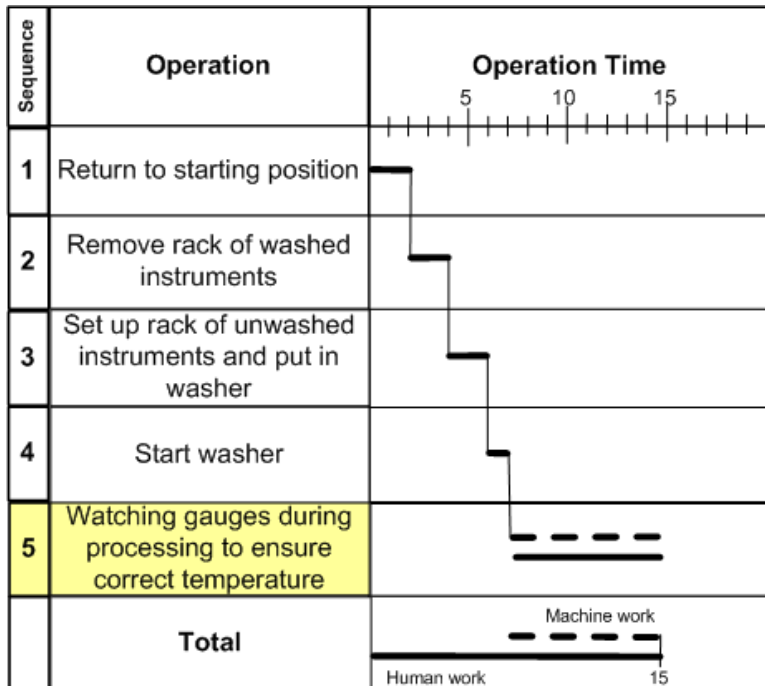 Sequence
Operation
Operation Time
5 10 15
1
Return to starting position
2
Remove rack of washed
instruments
3
Set up rack of unwashed
instruments and put in
washer
4
Start washer
5
Watching gauges during
processing to ensure
correct temperature
Total
Machine work
Human work
15